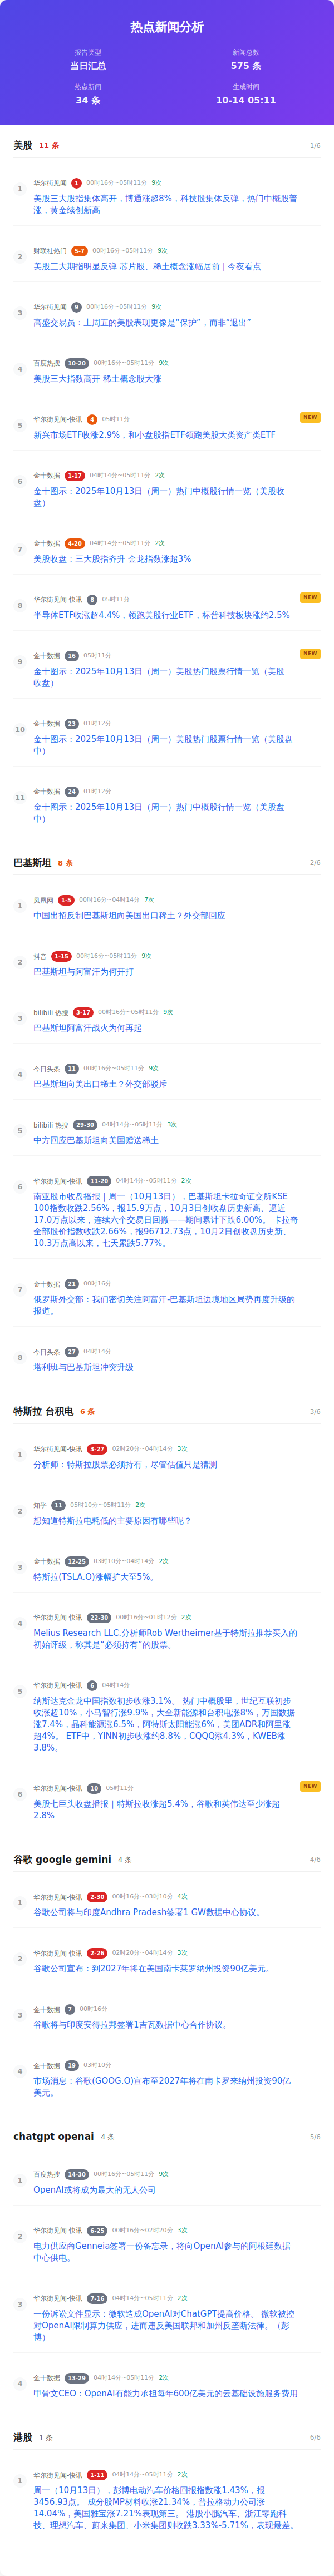 热点新闻分析
报告类型
新闻总数
当日汇总
575 条
热点新闻
生成时间
34 条
10-14 05:11
美股 11 条 1/6
1
华尔街见闻 1 00时16分~05时11分 9次
美股三大股指集体高开，博通涨超8%，科技股集体反弹，热门中概股普
涨，黄金续创新高
2
财联社热门 5-7 00时16分~05时11分 9次
美股三大期指明显反弹 芯片股、稀土概念涨幅居前 | 今夜看点
3
华尔街见闻 9 00时16分~05时11分 9次
高盛交易员：上周五的美股表现更像是“保护”，而非“退出”
4
百度热搜 10-20 00时16分~05时11分 9次
美股三大指数高开 稀土概念股大涨
5
华尔街见闻-快讯 4 05时11分 NEW
新兴市场ETF收涨2.9%，和小盘股指ETF领跑美股大类资产类ETF
6
金十数据 1-17 04时14分~05时11分 2次
金十图示：2025年10月13日（周一）热门中概股行情一览（美股收
盘）
7
金十数据 4-20 04时14分~05时11分 2次
美股收盘：三大股指齐升 金龙指数涨超3%
8
华尔街见闻-快讯 8 05时11分 NEW
半导体ETF收涨超4.4%，领跑美股行业ETF，标普科技板块涨约2.5%
9
金十数据 16 05时11分 NEW
金十图示：2025年10月13日（周一）美股热门股票行情一览（美股
收盘）
10
金十数据 23 01时12分
金十图示：2025年10月13日（周一）美股热门股票行情一览（美股盘
中）
11
金十数据 24 01时12分
金十图示：2025年10月13日（周一）热门中概股行情一览（美股盘
中）
巴基斯坦 8 条 2/6
1
凤凰网 1-5 00时16分~04时14分 7次
中国出招反制巴基斯坦向美国出口稀土？外交部回应
2
抖音 1-15 00时16分~05时11分 9次
巴基斯坦与阿富汗为何开打
3
bilibili 热搜 3-17 00时16分~05时11分 9次
巴基斯坦阿富汗战火为何再起
4
今日头条 11 00时16分~05时11分 9次
巴基斯坦向美出口稀土？外交部驳斥
5
bilibili 热搜 29-30 04时14分~05时11分 3次
中方回应巴基斯坦向美国赠送稀土
6
华尔街见闻-快讯 11-20 04时14分~05时11分 2次
南亚股市收盘播报｜周一（10月13日），巴基斯坦卡拉奇证交所KSE
100指数收跌2.56%，报15.9万点，10月3日创收盘历史新高、逼近
17.0万点以来，连续六个交易日回撤——期间累计下跌6.00%。 卡拉奇
全部股价指数收跌2.66%，报96712.73点，10月2日创收盘历史新高、
10.3万点高以来，七天累跌5.77%。
7
金十数据 21 00时16分
俄罗斯外交部：我们密切关注阿富汗-巴基斯坦边境地区局势再度升级的
报道。
8
今日头条 27 04时14分
塔利班与巴基斯坦冲突升级
特斯拉 台积电 6 条 3/6
1
华尔街见闻-快讯 3-27 02时20分~04时14分 3次
分析师：特斯拉股票必须持有，尽管估值只是猜测
2
知乎 11 05时10分~05时11分 2次
想知道特斯拉电耗低的主要原因有哪些呢？
3
金十数据 12-25 03时10分~04时14分 2次
特斯拉(TSLA.O)涨幅扩大至5%。
4
华尔街见闻-快讯 22-30 00时16分~01时12分 2次
Melius Research LLC.分析师Rob Wertheimer基于特斯拉推荐买入的
初始评级，称其是“必须持有”的股票。
5
华尔街见闻-快讯 6 04时14分
纳斯达克金龙中国指数初步收涨3.1%。 热门中概股里，世纪互联初步
收涨超10%，小马智行涨9.9%，大全新能源和台积电涨8%，万国数据
涨7.4%，晶科能源涨6.5%，阿特斯太阳能涨6%，美团ADR和阿里涨
超4%。 ETF中，YINN初步收涨约8.8%，CQQQ涨4.3%，KWEB涨
3.8%。
6
华尔街见闻-快讯 10 05时11分 NEW
美股七巨头收盘播报｜特斯拉收涨超5.4%，谷歌和英伟达至少涨超
2.8%
谷歌 google gemini 4 条 4/6
1
华尔街见闻-快讯 2-30 00时16分~03时10分 4次
谷歌公司将与印度Andhra Pradesh签署1 GW数据中心协议。
2
华尔街见闻-快讯 2-26 02时20分~04时14分 3次
谷歌公司宣布：到2027年将在美国南卡莱罗纳州投资90亿美元。
3
金十数据 7 00时16分
谷歌将与印度安得拉邦签署1吉瓦数据中心合作协议。
4
金十数据 19 03时10分
市场消息：谷歌(GOOG.O)宣布至2027年将在南卡罗来纳州投资90亿
美元。
chatgpt openai 4 条 5/6
1
百度热搜 14-30 00时16分~05时11分 9次
OpenAI或将成为最大的无人公司
2
华尔街见闻-快讯 6-25 00时16分~02时20分 3次
电力供应商Genneia签署一份备忘录，将向OpenAI参与的阿根廷数据
中心供电。
3
华尔街见闻-快讯 7-16 04时14分~05时11分 2次
一份诉讼文件显示：微软造成OpenAI对ChatGPT提高价格。 微软被控
对OpenAI限制算力供应，进而违反美国联邦和加州反垄断法律。（彭
博）
4
金十数据 13-29 04时14分~05时11分 2次
甲骨文CEO：OpenAI有能力承担每年600亿美元的云基础设施服务费用
港股 1 条 6/6
1
华尔街见闻-快讯 1-11 04时14分~05时11分 2次
周一（10月13日），彭博电动汽车价格回报指数涨1.43%，报
3456.93点。 成分股MP材料收涨21.34%，普拉格动力公司涨
14.04%，美国雅宝涨7.21%表现第三。 港股小鹏汽车、浙江零跑科
技、理想汽车、蔚来集团、小米集团则收跌3.33%-5.71%，表现最差。